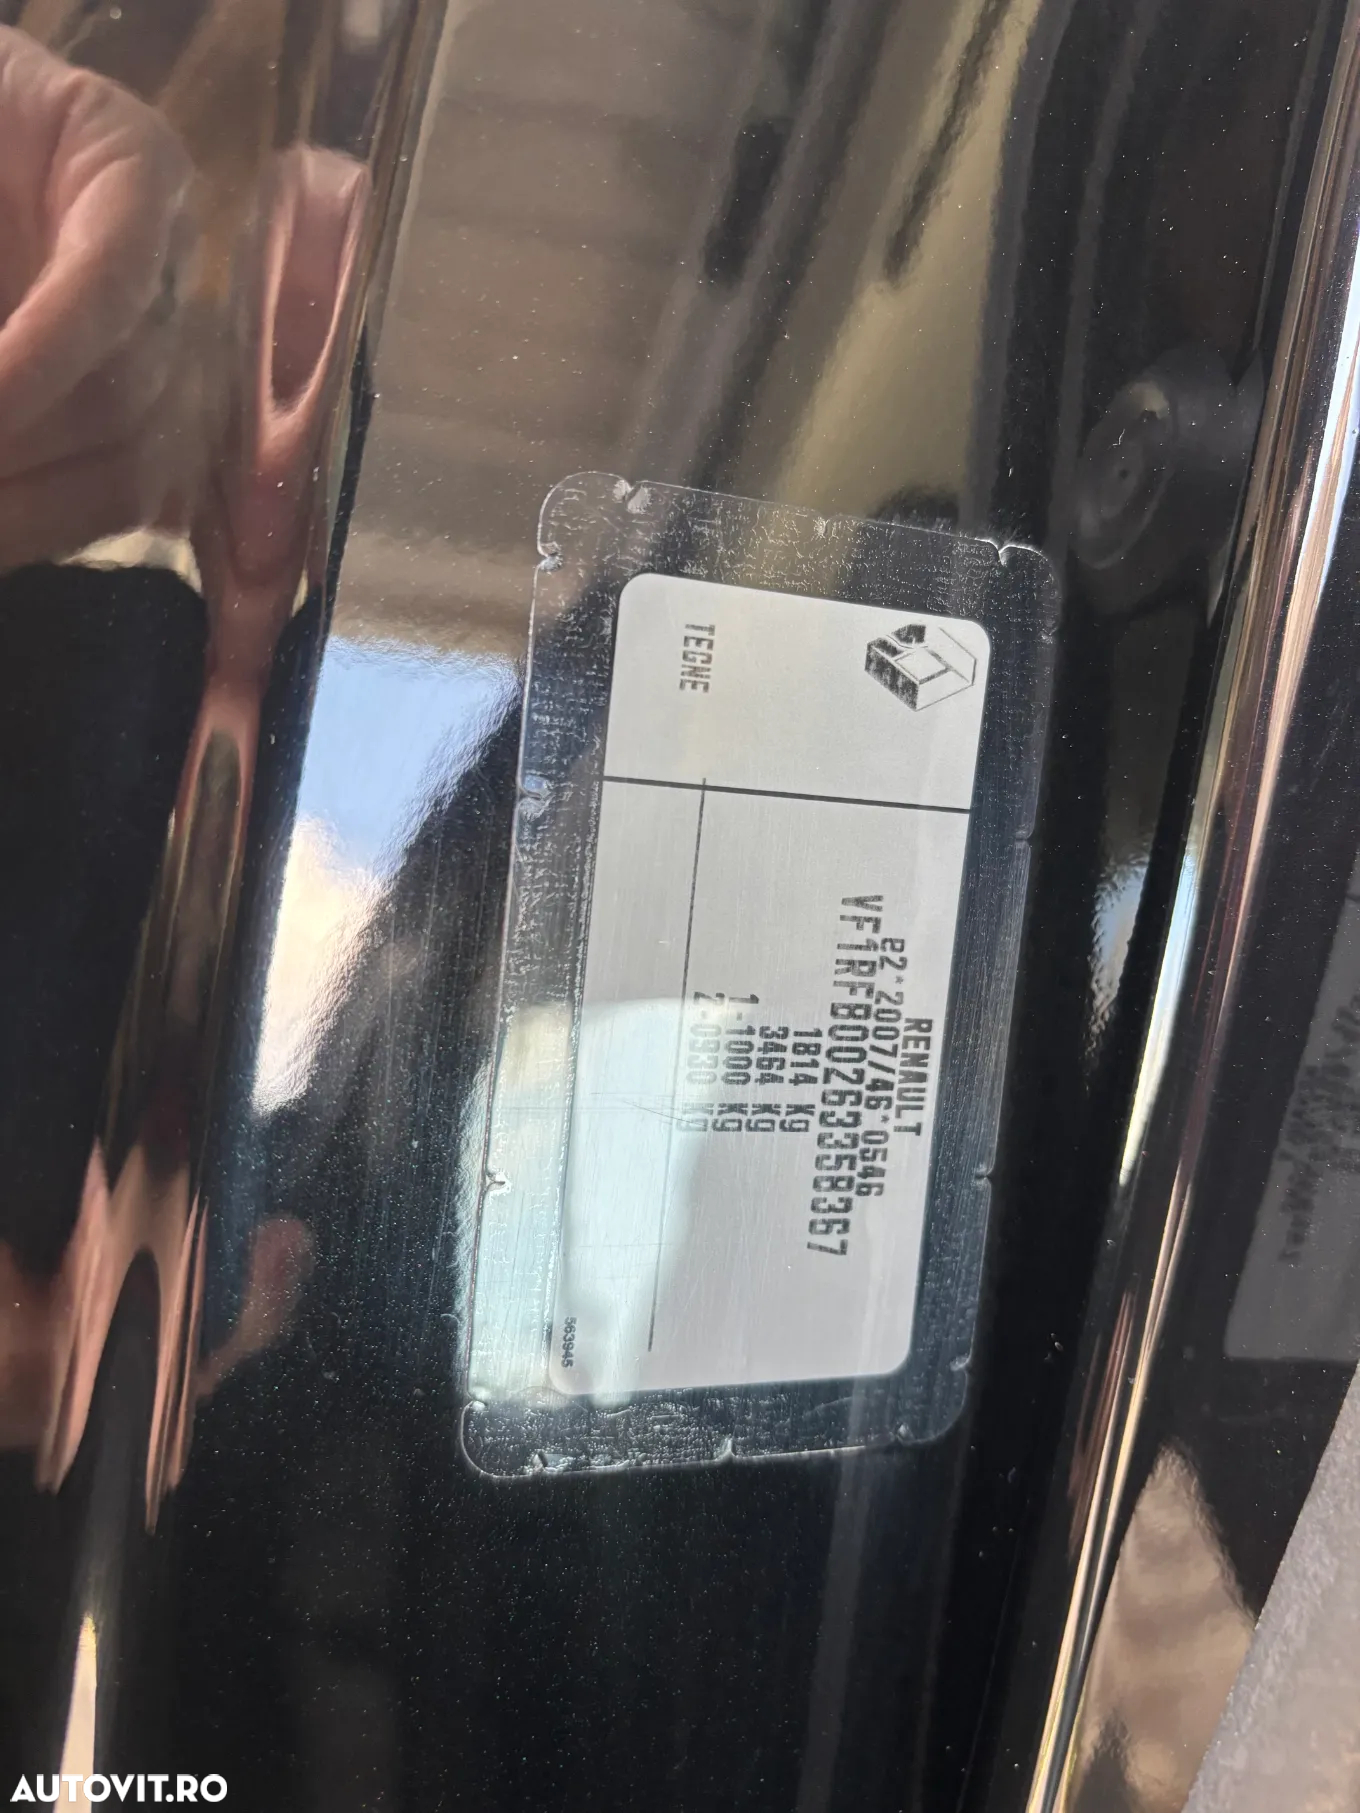 RENAULT
e2*2007/46*0546
VF1RFB00263358367
1814 kg
3464 kg
1-1000 kg
2-0930 kg
TEGNE
563945
AUTOVIT.RO